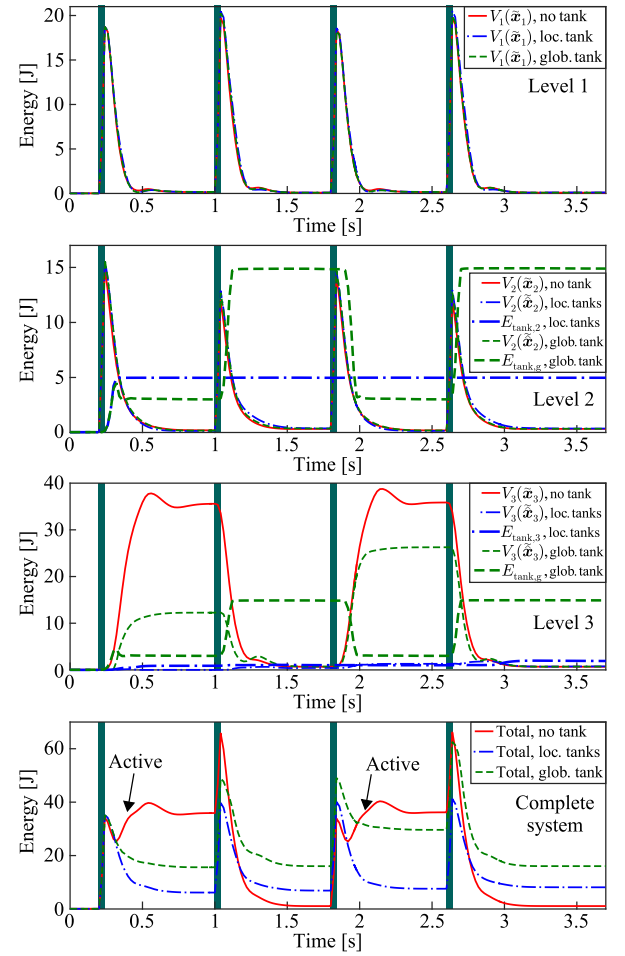 20
15
10
5
0
Energy [J]
V₁(x̃₁), no tank
V₁(x̃₁), loc. tank
V₁(x̃₁), glob. tank
Level 1
0 0.5 1 1.5 2 2.5 3 3.5
Time [s]
15
10
5
0
Energy [J]
V₂(x̃₂), no tank
V₂(x̃₂), loc. tanks
E_tank,2, loc. tanks
V₂(x̃₂), glob. tank
E_tank,g, glob. tank
Level 2
0 0.5 1 1.5 2 2.5 3 3.5
Time [s]
40
30
20
10
0
Energy [J]
V₃(x̃₃), no tank
V₃(x̃₃), loc. tanks
E_tank,3, loc. tanks
V₃(x̃₃), glob. tank
E_tank,g, glob. tank
Level 3
0 0.5 1 1.5 2 2.5 3 3.5
Time [s]
60
40
20
0
Energy [J]
Active
Active
Total, no tank
Total, loc. tanks
Total, glob. tank
Complete
system
0 0.5 1 1.5 2 2.5 3 3.5
Time [s]